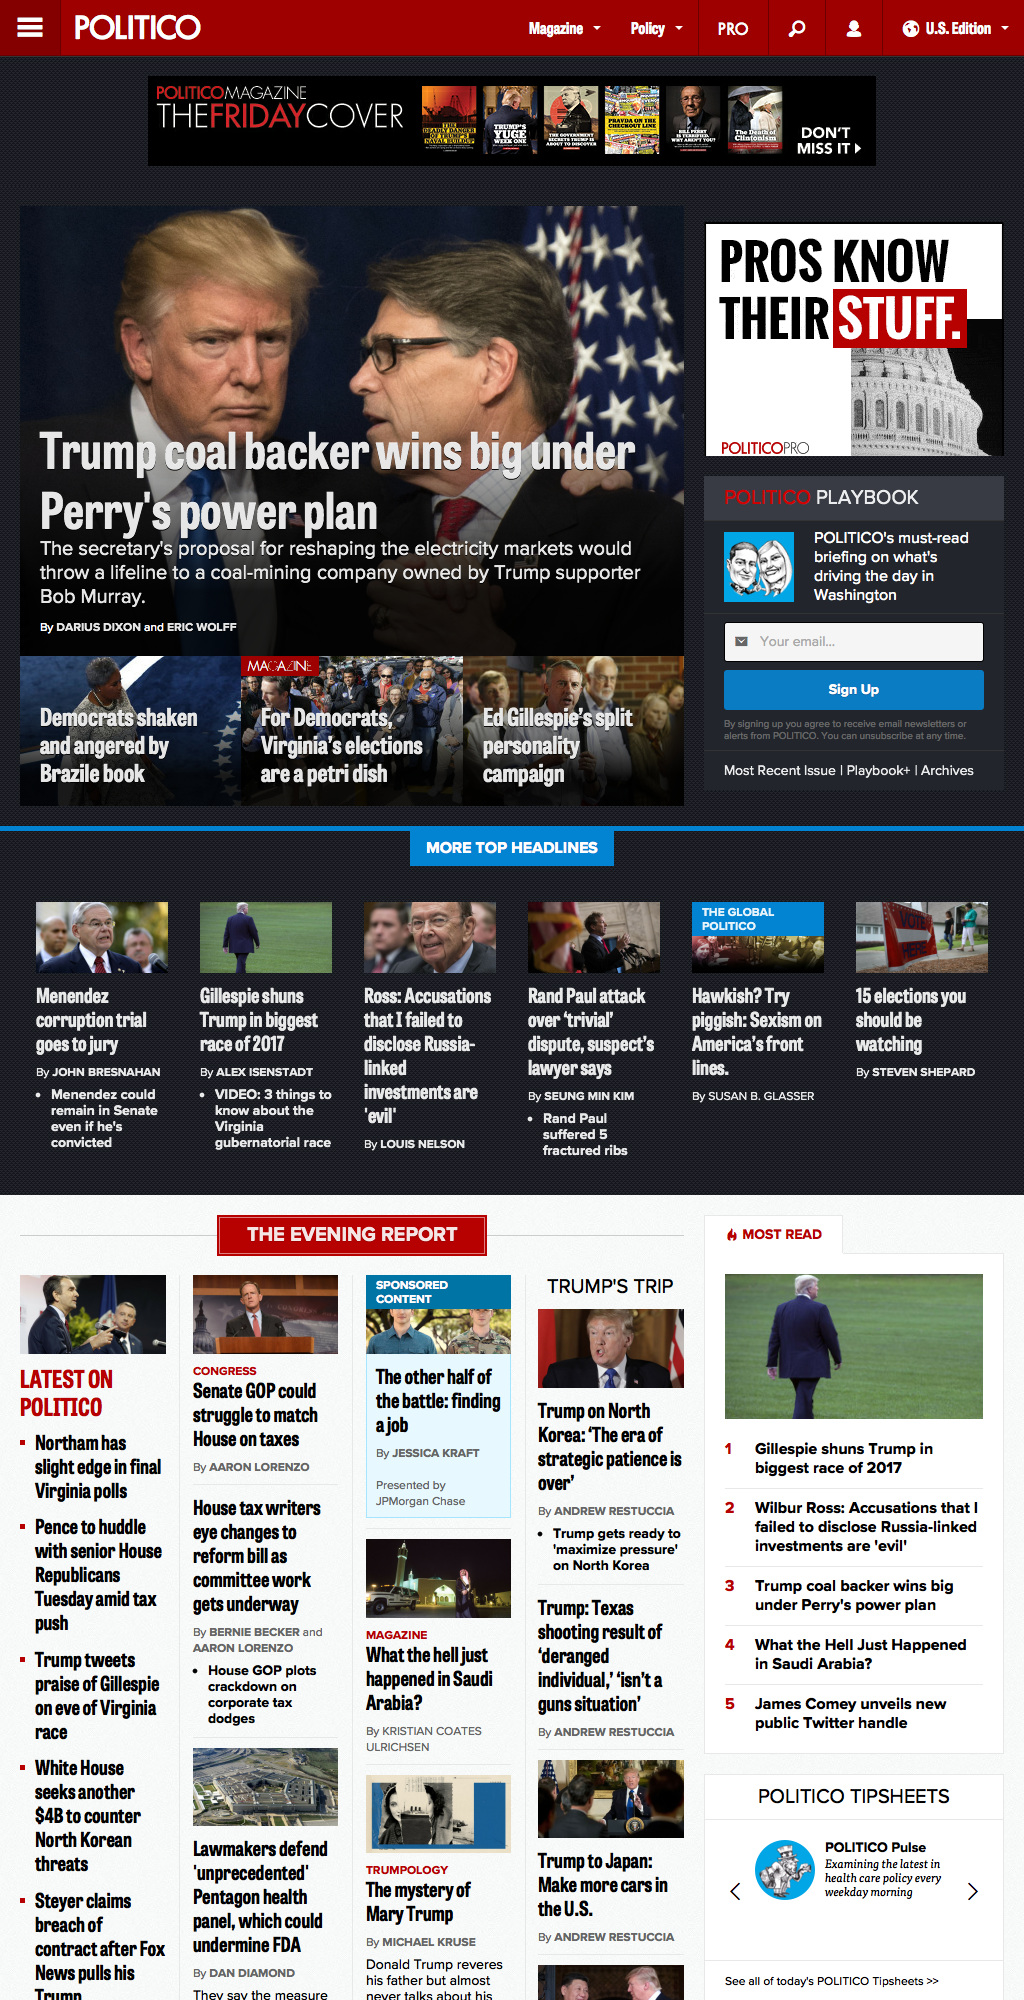 POLITICO
Magazine
Policy
PRO
U.S. Edition
POLITICOMAGAZINE
THEFRIDAYCOVER
DON'T
MISS IT
Trump coal backer wins big under
Perry's power plan
The secretary's proposal for reshaping the electricity markets would
throw a lifeline to a coal-mining company owned by Trump supporter
Bob Murray.
By DARIUS DIXON and ERIC WOLFF
Democrats shaken
and angered by
Brazile book
MAGAZINE
For Democrats,
Virginia's elections
are a petri dish
Ed Gillespie's split
personality
campaign
PROS KNOW
THEIR STUFF.
POLITICOPRO
POLITICO PLAYBOOK
POLITICO's must-read
briefing on what's
driving the day in
Washington
Your email...
Sign Up
By signing up you agree to receive email newsletters or
alerts from POLITICO. You can unsubscribe at any time.
Most Recent Issue | Playbook+ | Archives
MORE TOP HEADLINES
Menendez
corruption trial
goes to jury
By JOHN BRESNAHAN
• Menendez could
remain in Senate
even if he's
convicted
Gillespie shuns
Trump in biggest
race of 2017
By ALEX ISENSTADT
• VIDEO: 3 things to
know about the
Virginia
gubernatorial race
Ross: Accusations
that I failed to
disclose Russia-
linked
investments are
'evil'
By LOUIS NELSON
Rand Paul attack
over ‘trivial’
dispute, suspect’s
lawyer says
By SEUNG MIN KIM
• Rand Paul
suffered 5
fractured ribs
THE GLOBAL
POLITICO
Hawkish? Try
piggish: Sexism on
America’s front
lines.
By SUSAN B. GLASSER
VOTE
HERE
15 elections you
should be
watching
By STEVEN SHEPARD
THE EVENING REPORT
LATEST ON
POLITICO
Northam has
slight edge in final
Virginia polls
Pence to huddle
with senior House
Republicans
Tuesday amid tax
push
Trump tweets
praise of Gillespie
on eve of Virginia
race
White House
seeks another
$4B to counter
North Korean
threats
Steyer claims
breach of
contract after Fox
News pulls his
Trump
CONGRESS
Senate GOP could
struggle to match
House on taxes
By AARON LORENZO
House tax writers
eye changes to
reform bill as
committee work
gets underway
By BERNIE BECKER and
AARON LORENZO
• House GOP plots
crackdown on
corporate tax
dodges
Lawmakers defend
'unprecedented'
Pentagon health
panel, which could
undermine FDA
By DAN DIAMOND
They say the measure
SPONSORED
CONTENT
The other half of
the battle: finding
a job
By JESSICA KRAFT
Presented by
JPMorgan Chase
MAGAZINE
What the hell just
happened in Saudi
Arabia?
By KRISTIAN COATES
ULRICHSEN
TRUMPOLOGY
The mystery of
Mary Trump
By MICHAEL KRUSE
Donald Trump reveres
his father but almost
never talks about his
TRUMP'S TRIP
Trump on North
Korea: ‘The era of
strategic patience is
over’
By ANDREW RESTUCCIA
• Trump gets ready to
'maximize pressure'
on North Korea
Trump: Texas
shooting result of
‘deranged
individual,’ ‘isn’t a
guns situation’
By ANDREW RESTUCCIA
Trump to Japan:
Make more cars in
the U.S.
By ANDREW RESTUCCIA
MOST READ
1 Gillespie shuns Trump in
biggest race of 2017
2 Wilbur Ross: Accusations that I
failed to disclose Russia-linked
investments are 'evil'
3 Trump coal backer wins big
under Perry's power plan
4 What the Hell Just Happened
in Saudi Arabia?
5 James Comey unveils new
public Twitter handle
POLITICO TIPSHEETS
POLITICO Pulse
Examining the latest in
health care policy every
weekday morning
See all of today's POLITICO Tipsheets >>